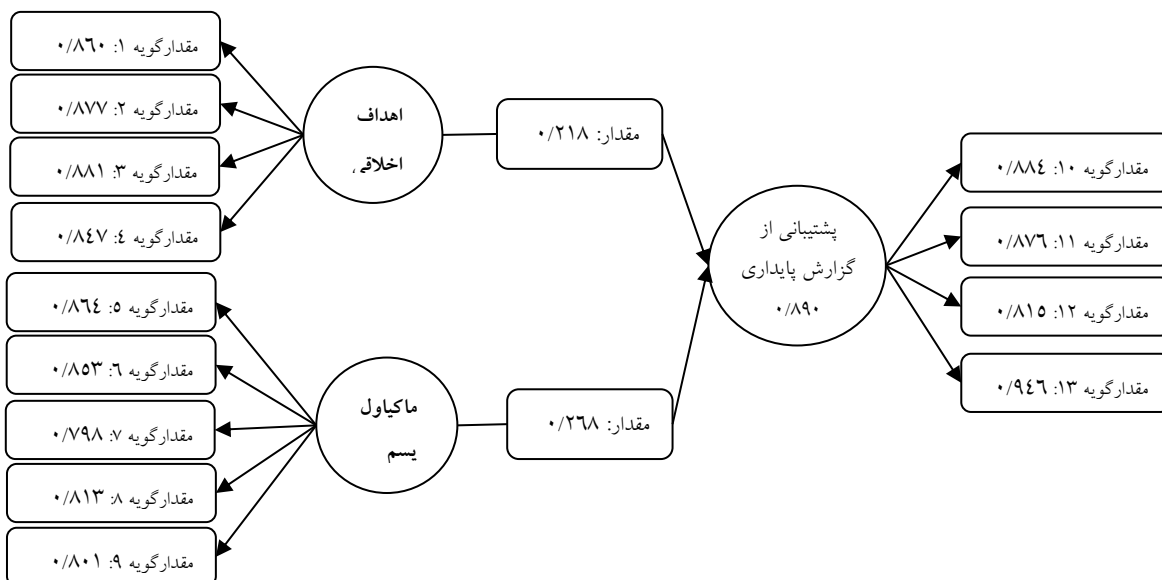 مقدارگویه ۱: ۰/۸۶۰
مقدارگویه ۲: ۰/۸۷۷
مقدارگویه ۳: ۰/۸۸۱
مقدارگویه ٤: ۰/۸٤۷
اهداف
اخلاقی
مقدار: ۰/۲۱۸
مقدارگویه ٥: ۰/۸٦٤
مقدارگویه ٦: ۰/۸٥۳
مقدارگویه ۷: ۰/۷۹۸
مقدارگویه ۸: ۰/۸۱۳
مقدارگویه ۹: ۰/۸۰۱
ماکیاول
یسم
مقدار: ۰/۲٦۸
پشتیبانی از
گزارش پایداری
۰/۸۹۰
مقدارگویه ۱۰: ۰/۸۸٤
مقدارگویه ۱۱: ۰/۸۷٦
مقدارگویه ۱۲: ۰/۸۱٥
مقدارگویه ۱۳: ۰/۹٤٦